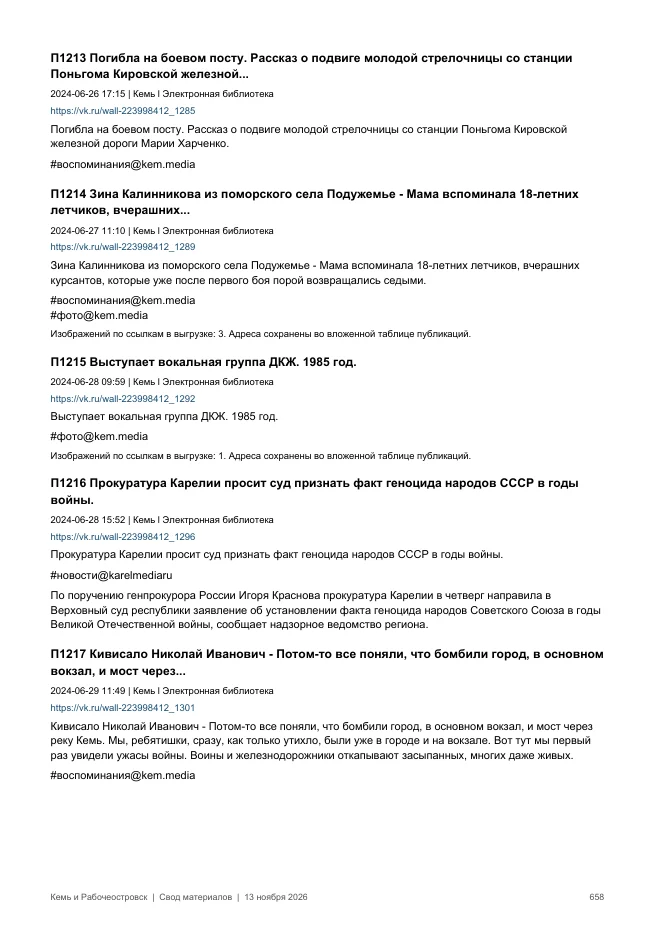 П1213 Погибла на боевом посту. Рассказ о подвиге молодой стрелочницы со станции
Поньгома Кировской железной...
2024-06-26 17:15 | Кемь I Электронная библиотека
https://vk.ru/wall-223998412_1285
Погибла на боевом посту. Рассказ о подвиге молодой стрелочницы со станции Поньгома Кировской
железной дороги Марии Харченко.
#воспоминания@kem.media
П1214 Зина Калинникова из поморского села Подужемье - Мама вспоминала 18-летних
летчиков, вчерашних...
2024-06-27 11:10 | Кемь I Электронная библиотека
https://vk.ru/wall-223998412_1289
Зина Калинникова из поморского села Подужемье - Мама вспоминала 18-летних летчиков, вчерашних
курсантов, которые уже после первого боя порой возвращались седыми.
#воспоминания@kem.media
#фото@kem.media
Изображений по ссылкам в выгрузке: 3. Адреса сохранены во вложенной таблице публикаций.
П1215 Выступает вокальная группа ДКЖ. 1985 год.
2024-06-28 09:59 | Кемь I Электронная библиотека
https://vk.ru/wall-223998412_1292
Выступает вокальная группа ДКЖ. 1985 год.
#фото@kem.media
Изображений по ссылкам в выгрузке: 1. Адреса сохранены во вложенной таблице публикаций.
П1216 Прокуратура Карелии просит суд признать факт геноцида народов СССР в годы
войны.
2024-06-28 15:52 | Кемь I Электронная библиотека
https://vk.ru/wall-223998412_1296
Прокуратура Карелии просит суд признать факт геноцида народов СССР в годы войны.
#новости@karelmediaru
По поручению генпрокурора России Игоря Краснова прокуратура Карелии в четверг направила в
Верховный суд республики заявление об установлении факта геноцида народов Советского Союза в годы
Великой Отечественной войны, сообщает надзорное ведомство региона.
П1217 Кивисало Николай Иванович - Потом-то все поняли, что бомбили город, в основном
вокзал, и мост через...
2024-06-29 11:49 | Кемь I Электронная библиотека
https://vk.ru/wall-223998412_1301
Кивисало Николай Иванович - Потом-то все поняли, что бомбили город, в основном вокзал, и мост через
реку Кемь. Мы, ребятишки, сразу, как только утихло, были уже в городе и на вокзале. Вот тут мы первый
раз увидели ужасы войны. Воины и железнодорожники откапывают засыпанных, многих даже живых.
#воспоминания@kem.media
Кемь и Рабочеостровск | Свод материалов | 13 ноября 2026
658